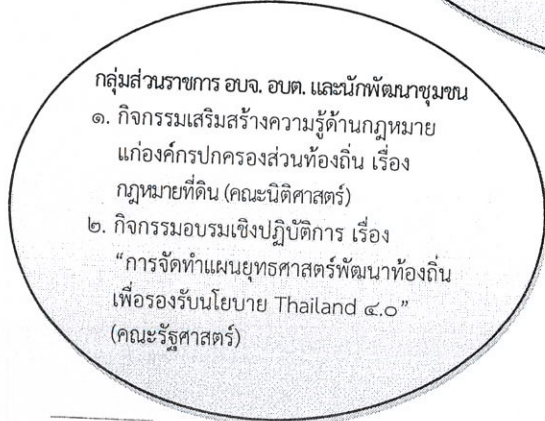 กลุ่มส่วนราชการ อบจ. อบต. และนักพัฒนาชุมชน
๑. กิจกรรมเสริมสร้างความรู้ด้านกฎหมาย
แก่องค์กรปกครองส่วนท้องถิ่น เรื่อง
กฎหมายที่ดิน (คณะนิติศาสตร์)
๒. กิจกรรมอบรมเชิงปฏิบัติการ เรื่อง
“การจัดทำแผนยุทธศาสตร์พัฒนาท้องถิ่น
เพื่อรองรับนโยบาย Thailand ๔.๐”
(คณะรัฐศาสตร์)